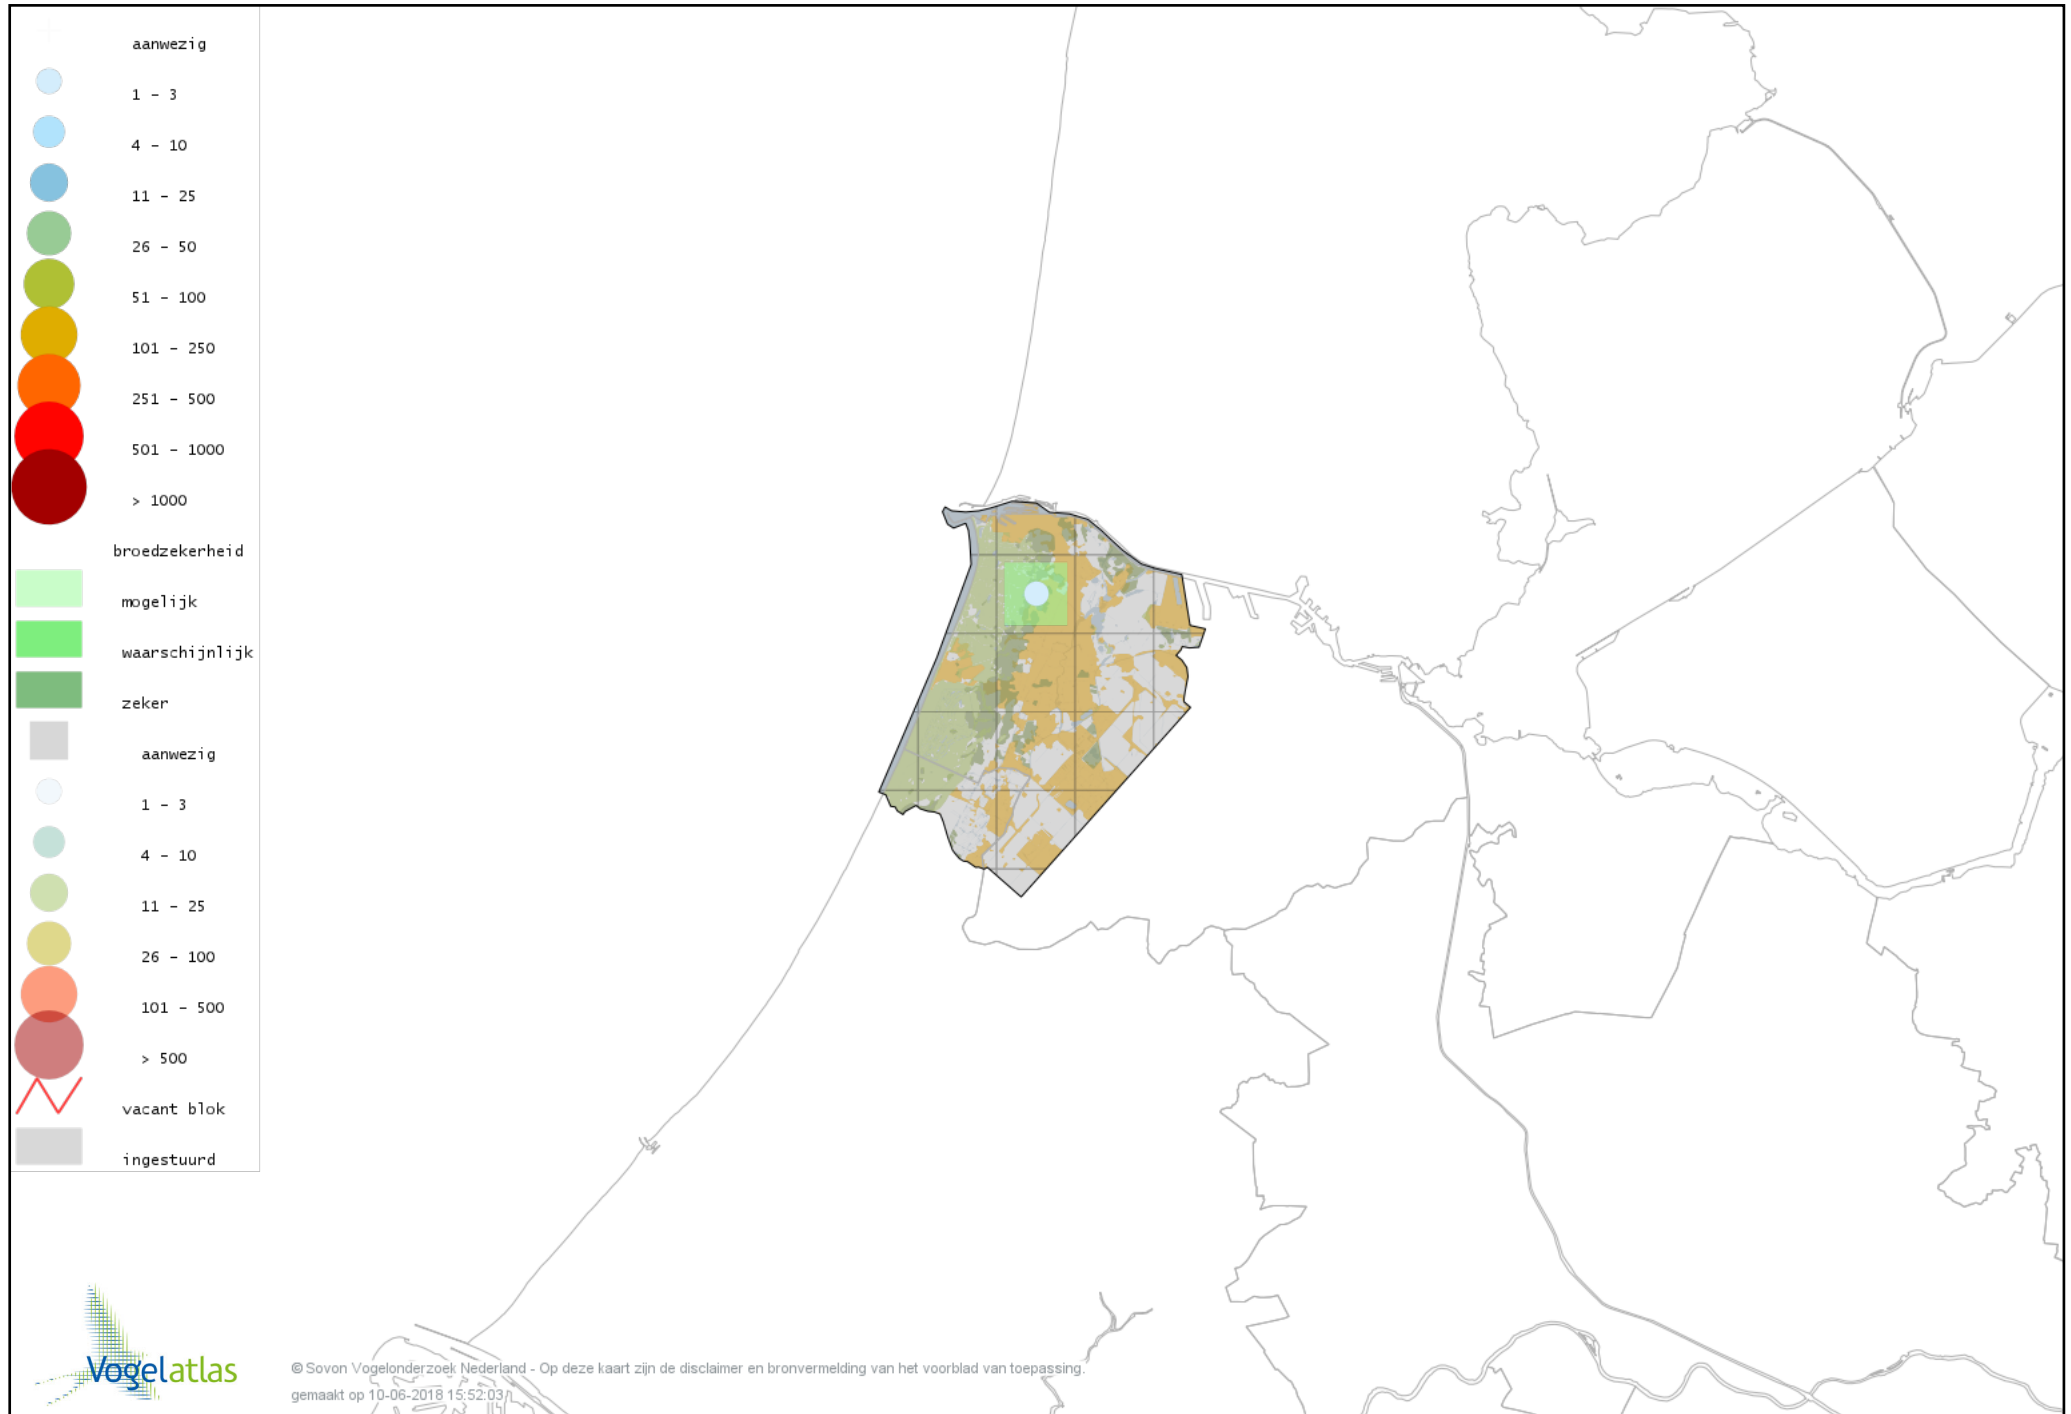 aanwezig
1 - 3
4 - 10
11 - 25
26 - 50
51 - 100
101 - 250
251 - 500
501 - 1000
> 1000
broedzekerheid
mogelijk
waarschijnlijk
zeker
aanwezig
1 - 3
4 - 10
11 - 25
26 - 100
101 - 500
> 500
vacant blok
ingestuurd
Vogelatlas
© Sovon Vogelonderzoek Nederland - Op deze kaart zijn de disclaimer en bronvermelding van het voorblad van toepassing.
gemaakt op 10-06-2018 15:52:03